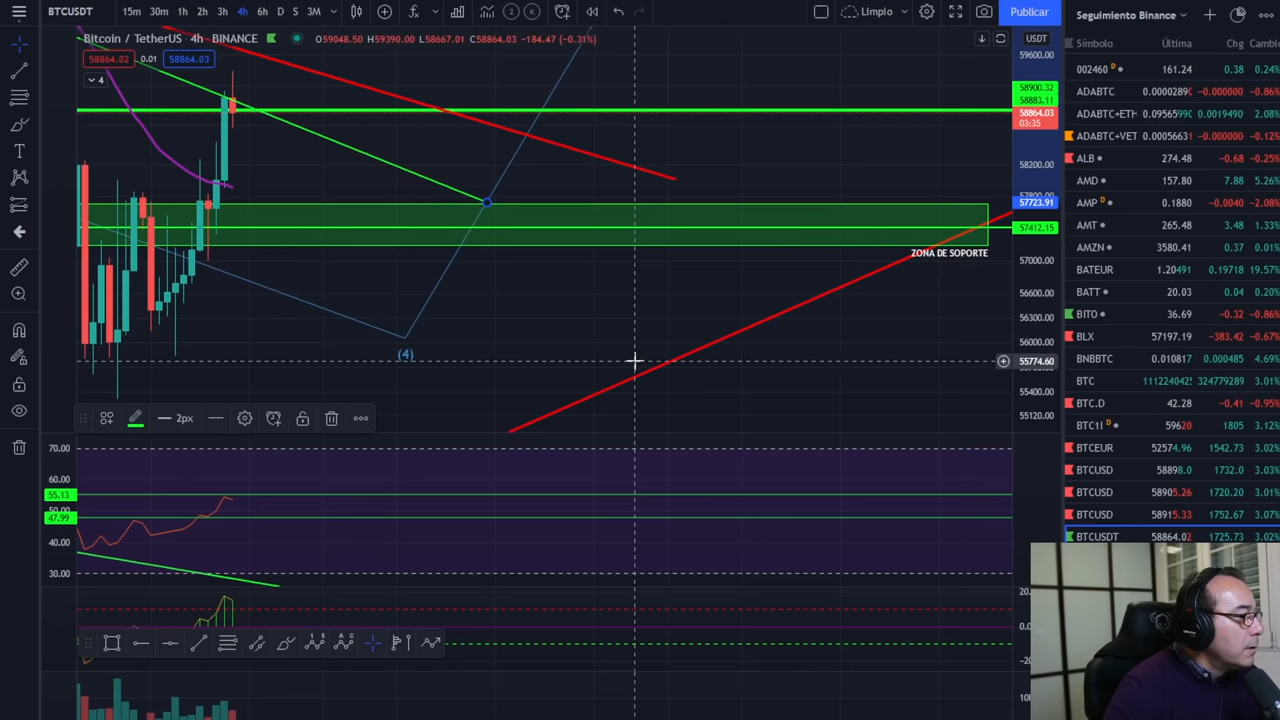 BTCUSDT 15m 30m 1h 2h 3h 4h 6h D S 3M 2 K Limpio Publicar
Bitcoin / TetherUS 4h BINANCE O59048.50 H59390.00 L58667.01 C58864.03 -184.47 (-0.31%)
58864.02 0.01 58864.03
4
USDT
59600.00
58900.32
58883.11
58864.03
03:35
58200.00
57723.91
57412.15
ZONA DE SOPORTE
57000.00
56600.00
56300.00
56000.00
(4)
55774.60
55400.00
55120.00
2px
70.00
60.00
55.13
47.99
40.00
30.00
Seguimiento Binance
Símbolo Última Chg Cambio
002460 D 161.24 0.38 0.24%
ADABTC -0.000000 -0.86%
ADABTC+ETH 0.09565990 0.0019490 2.08%
ADABTC+VET 0.0005663 -0.000000 -0.12%
ALB 274.48 -0.68 -0.25%
AMD 157.80 7.88 5.26%
AMP D 0.1880 -0.0040 -2.08%
AMT 265.48 3.48 1.33%
AMZN 3580.41 0.37 0.01%
BATEUR 1.20491 0.19718 19.57%
BATT 20.03 0.04 0.20%
BITO 36.69 -0.32 -0.86%
BLX 57197.19 -383.42 -0.67%
BNBBTC 0.010817 0.000485 4.69%
BTC 324779289 3.01%
BTC.D 42.28 -0.41 -0.95%
BTC1! D 59620 1805 3.12%
BTCEUR 52574.96 1542.73 3.02%
BTCUSD 58898.0 1732.0 3.03%
BTCUSD 58905.26 1720.20 3.01%
BTCUSD 58915.33 1752.67 3.07%
BTCUSDT 58864.02 1725.73 3.02%